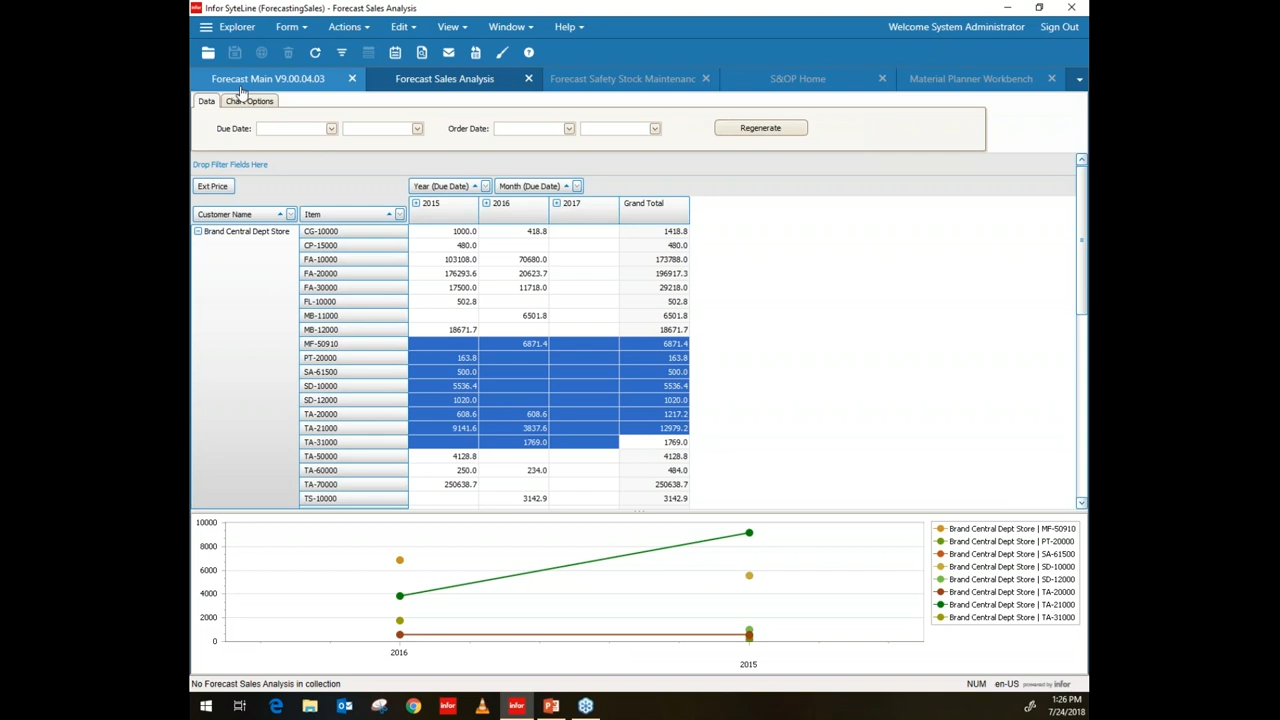 Infor SyteLine (ForecastingSales) - Forecast Sales Analysis
Explorer Form Actions Edit View Window Help Welcome System Administrator Sign Out
Forecast Main V9.00.04.03 Forecast Sales Analysis Forecast Safety Stock Maintenanc S&OP Home Material Planner Workbench
Data Chart Options
Due Date: Order Date: Regenerate
Drop Filter Fields Here
Ext Price Year (Due Date) Month (Due Date)
2015 2016 2017 Grand Total
Customer Name Item
Brand Central Dept Store CG-10000 1000.0 418.8 1418.8
CP-15000 480.0 480.0
FA-10000 103108.0 70680.0 173788.0
FA-20000 176293.6 20623.7 196917.3
FA-30000 17500.0 11718.0 29218.0
FL-10000 502.8 502.8
MB-11000 6501.8 6501.8
MB-12000 18671.7 18671.7
MF-50910 6871.4 6871.4
PT-20000 163.8 163.8
SA-61500 500.0 500.0
SD-10000 5536.4 5536.4
SD-12000 1020.0 1020.0
TA-20000 608.6 608.6 1217.2
TA-21000 9141.6 3837.6 12979.2
TA-31000 1769.0 1769.0
TA-50000 4128.8 4128.8
TA-60000 250.0 234.0 484.0
TA-70000 250638.7 250638.7
TS-10000 3142.9 3142.9
10000
8000
6000
4000
2000
0
2016
2015
Brand Central Dept Store | MF-50910
Brand Central Dept Store | PT-20000
Brand Central Dept Store | SA-61500
Brand Central Dept Store | SD-10000
Brand Central Dept Store | SD-12000
Brand Central Dept Store | TA-20000
Brand Central Dept Store | TA-21000
Brand Central Dept Store | TA-31000
No Forecast Sales Analysis in collection NUM en-US powered by infor
infor infor
1:26 PM
7/24/2018